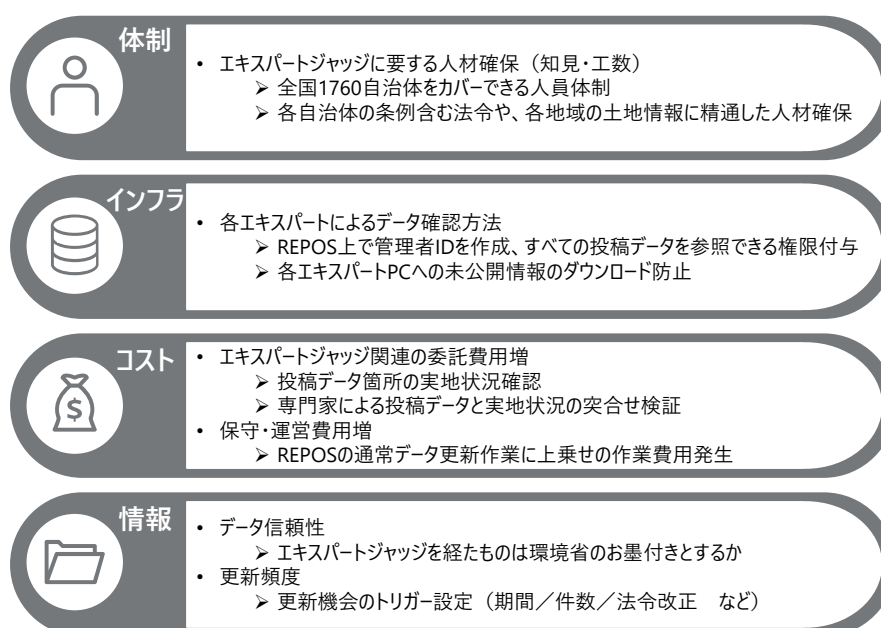 体制
• エキスパートジャッジに要する人材確保（知見・工数）
➢ 全国1760自治体をカバーできる人員体制
➢ 各自治体の条例含む法令や、各地域の土地情報に精通した人材確保
インフラ
• 各エキスパートによるデータ確認方法
➢ REPOS上で管理者IDを作成、すべての投稿データを参照できる権限付与
➢ 各エキスパートPCへの未公開情報のダウンロード防止
コスト
• エキスパートジャッジ関連の委託費用増
➢ 投稿データ箇所の実地状況確認
➢ 専門家による投稿データと実地状況の突合せ検証
• 保守・運営費用増
➢ REPOSの通常データ更新作業に上乗せの作業費用発生
$
情報
• データ信頼性
➢ エキスパートジャッジを経たものは環境省のお墨付きとするか
• 更新頻度
➢ 更新機会のトリガー設定（期間／件数／法令改正　など）